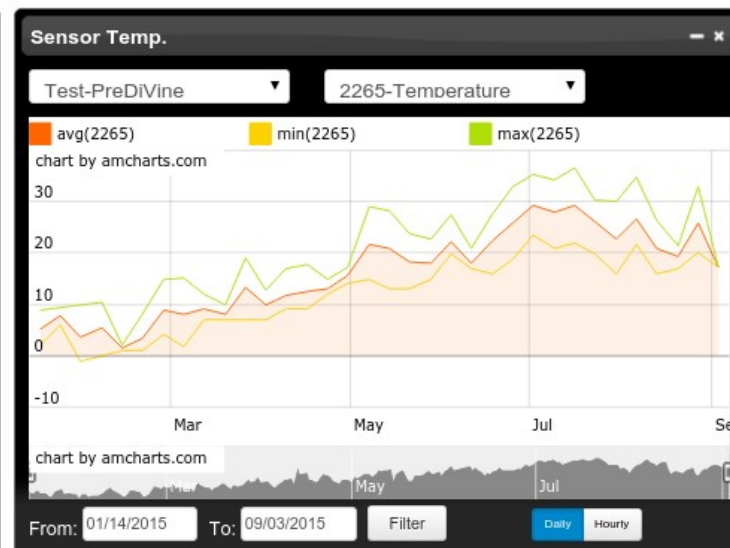 Sensor Temp.
Test-PreDiVine 2265-Temperature
avg(2265) min(2265) max(2265)
chart by amcharts.com
30
20
10
0
-10
Mar May Jul Se
chart by amcharts.com
Mar May Jul
From: 01/14/2015 To: 09/03/2015 Filter Daily Hourly